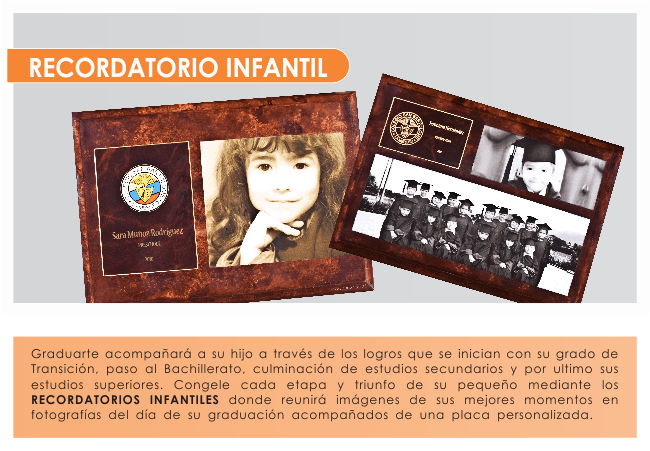 RECORDATORIO INFANTIL
Sara Muñoz Rodríguez
Graduarte acompañará a su hijo a través de los logros que se inician con su grado de
Transición, paso al Bachillerato, culminación de estudios secundarios y por ultimo sus
estudios superiores. Congele cada etapa y triunfo de su pequeño mediante los
RECORDATORIOS INFANTILES donde reunirá imágenes de sus mejores momentos en
fotografías del día de su graduación acompañados de una placa personalizada.